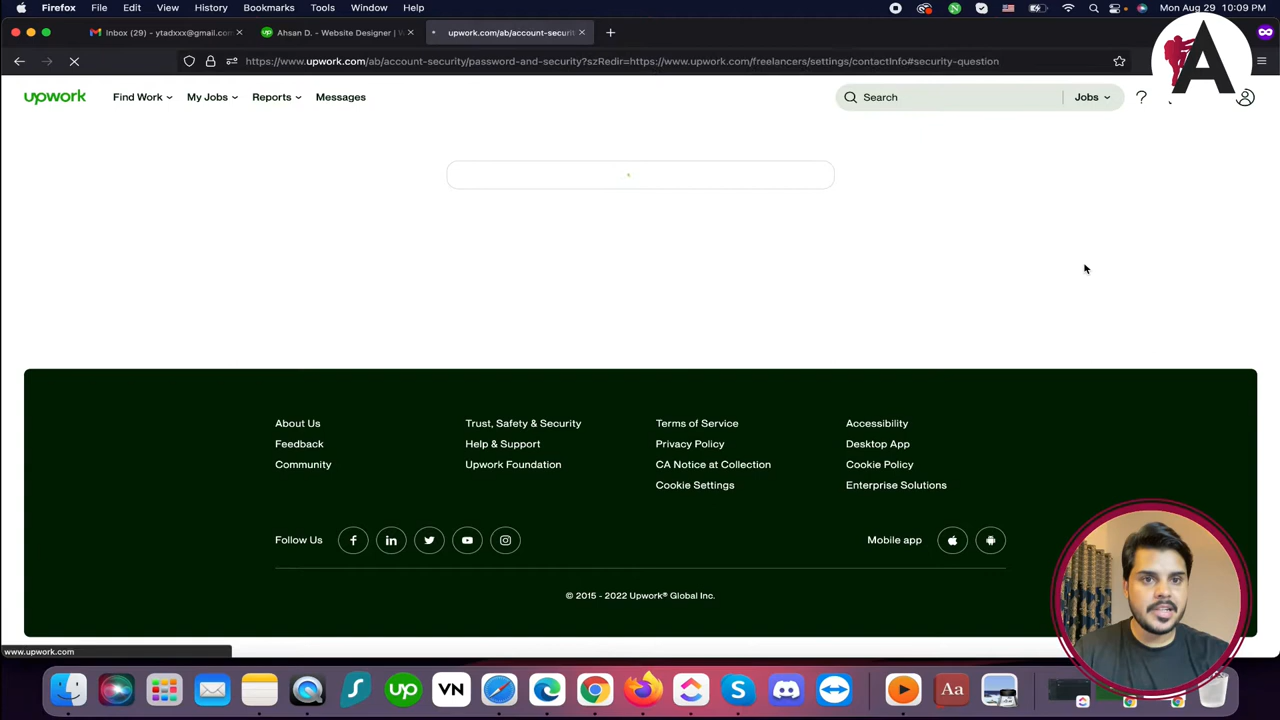 Firefox File Edit View History Bookmarks Tools Window Help Mon Aug 29 10:09 PM
Inbox (29) - ytadxxx@gmail.com Ahsan D. - Website Designer | W upwork.com/ab/account-securit
https://www.upwork.com/ab/account-security/password-and-security?szRedir=https://www.upwork.com/freelancers/settings/contactInfo#security-question
upwork Find Work My Jobs Reports Messages Search Jobs ?
A
About Us Trust, Safety & Security Terms of Service Accessibility
Feedback Help & Support Privacy Policy Desktop App
Community Upwork Foundation CA Notice at Collection Cookie Policy
Cookie Settings Enterprise Solutions
Follow Us Mobile app
© 2015 - 2022 Upwork® Global Inc.
www.upwork.com
up VN Aa